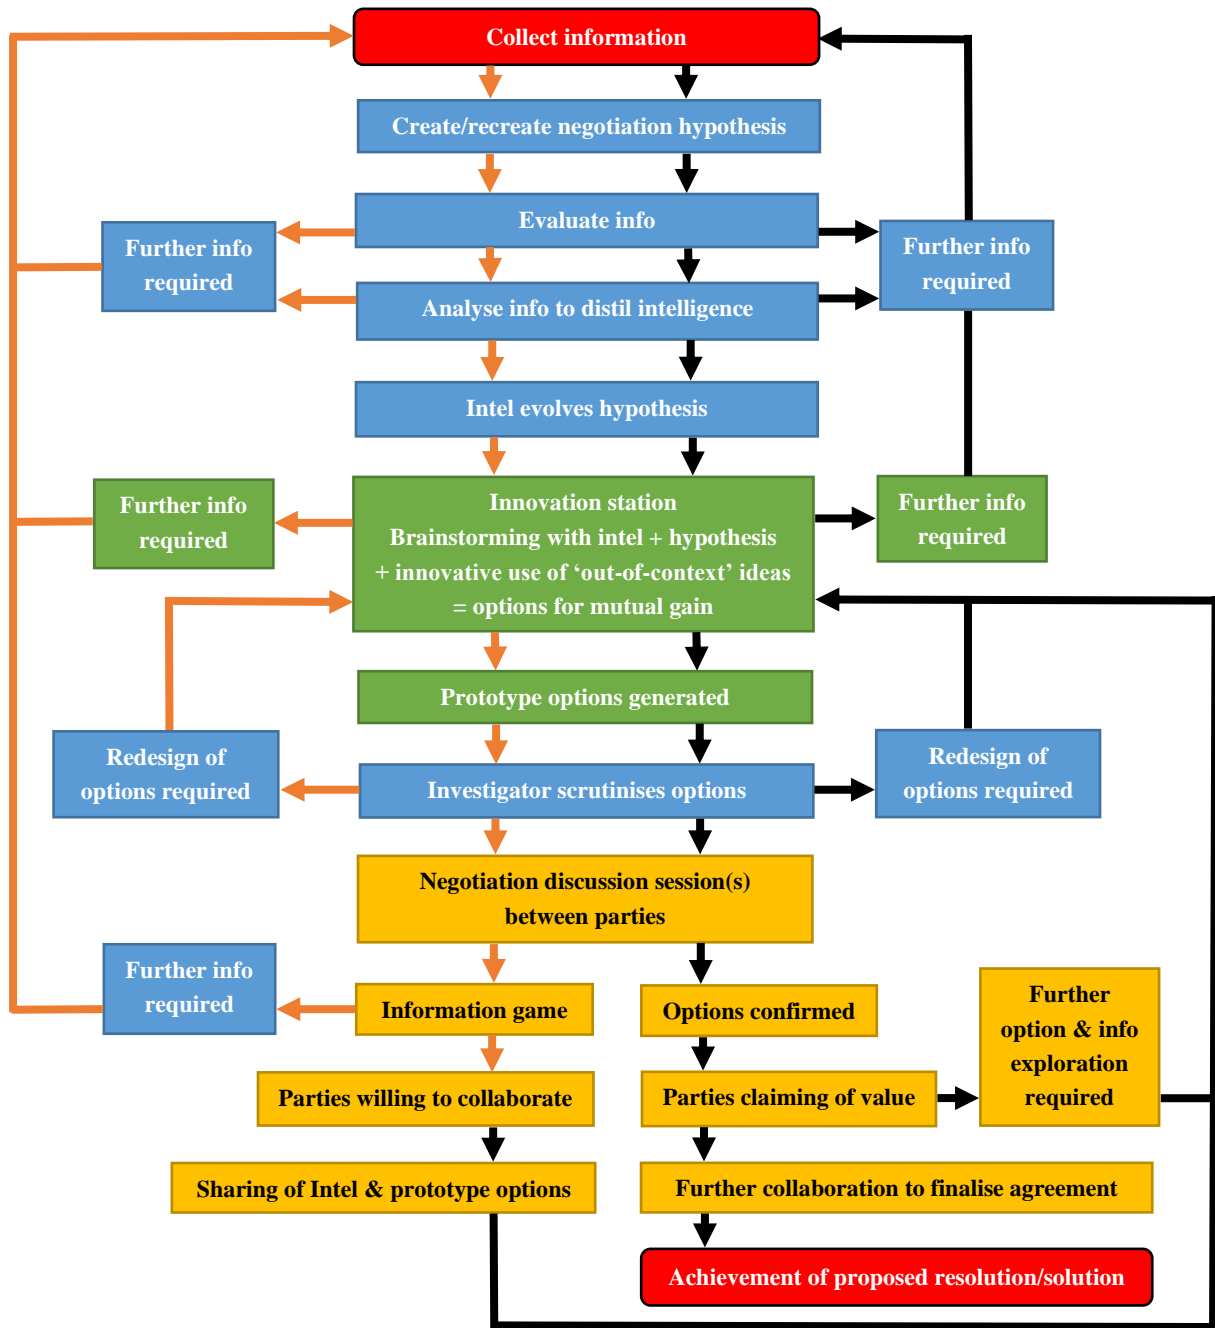 Collect information
Create/recreate negotiation hypothesis
Evaluate info
Further info
required
Further info
required
Analyse info to distil intelligence
Intel evolves hypothesis
Further info
required
Innovation station
Brainstorming with intel + hypothesis
+ innovative use of ‘out-of-context’ ideas
= options for mutual gain
Further info
required
Prototype options generated
Redesign of
options required
Investigator scrutinises options
Redesign of
options required
Negotiation discussion session(s)
between parties
Further info
required
Information game
Options confirmed
Further
option & info
exploration
required
Parties willing to collaborate
Parties claiming of value
Sharing of Intel & prototype options
Further collaboration to finalise agreement
Achievement of proposed resolution/solution